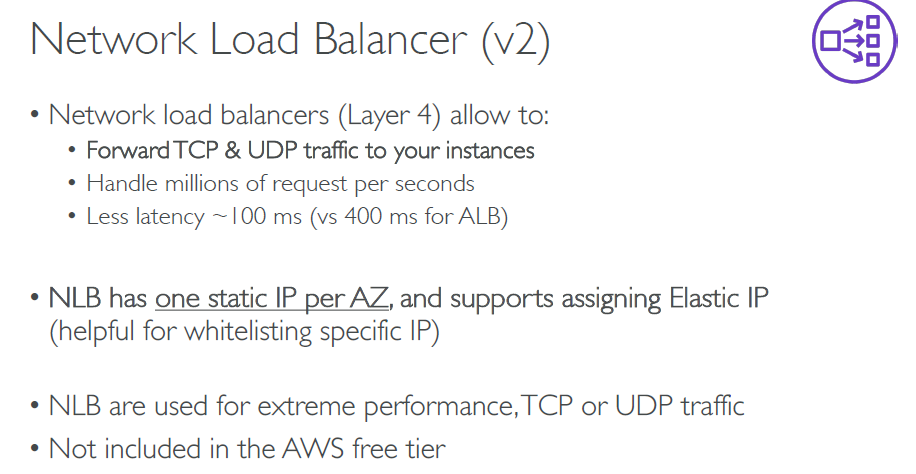 Network Load Balancer (v2)
• Network load balancers (Layer 4) allow to:
• Forward TCP & UDP traffic to your instances
• Handle millions of request per seconds
• Less latency ~100 ms (vs 400 ms for ALB)
• NLB has one static IP per AZ, and supports assigning Elastic IP
(helpful for whitelisting specific IP)
• NLB are used for extreme performance, TCP or UDP traffic
• Not included in the AWS free tier